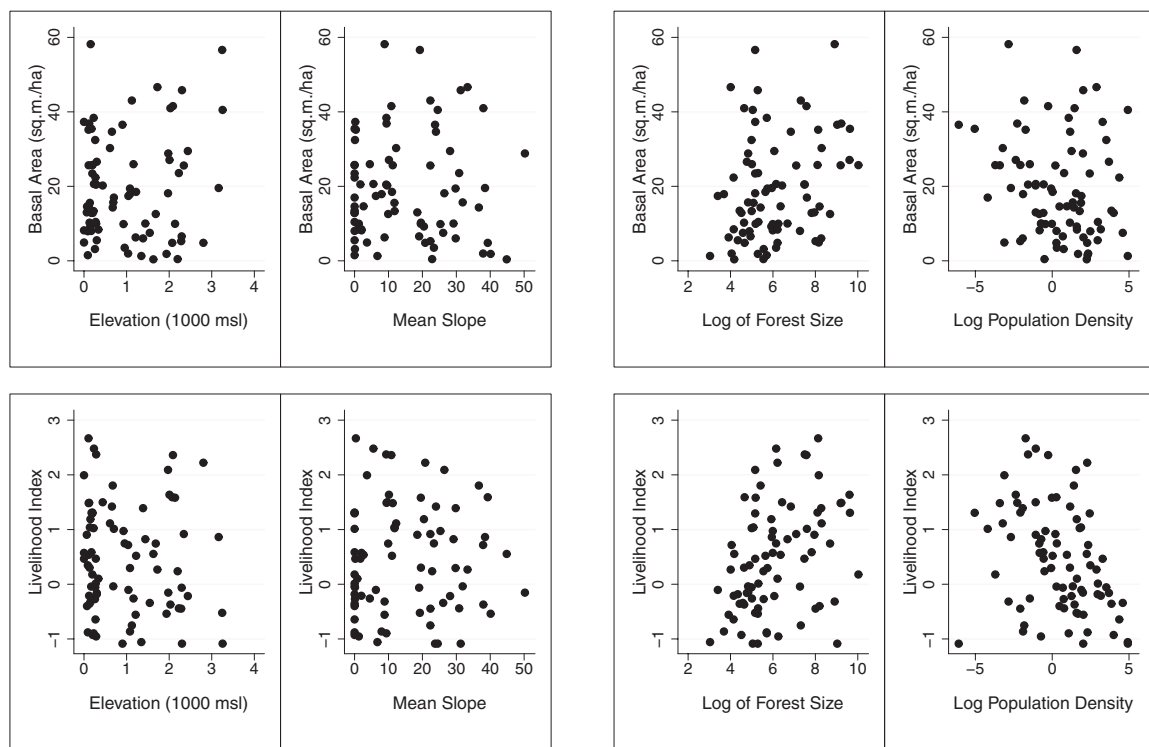 Basal Area (sq.m./ha)
60
40
20
0
0 1 2 3 4
Elevation (1000 msl)
Basal Area (sq.m./ha)
60
40
20
0
0 10 20 30 40 50
Mean Slope
Basal Area (sq.m./ha)
60
40
20
0
2 4 6 8 10
Log of Forest Size
Basal Area (sq.m./ha)
60
40
20
0
−5 0 5
Log Population Density
Livelihood Index
3
2
1
0
−1
0 1 2 3 4
Elevation (1000 msl)
Livelihood Index
3
2
1
0
−1
0 10 20 30 40 50
Mean Slope
Livelihood Index
3
2
1
0
−1
2 4 6 8 10
Log of Forest Size
Livelihood Index
3
2
1
0
−1
−5 0 5
Log Population Density